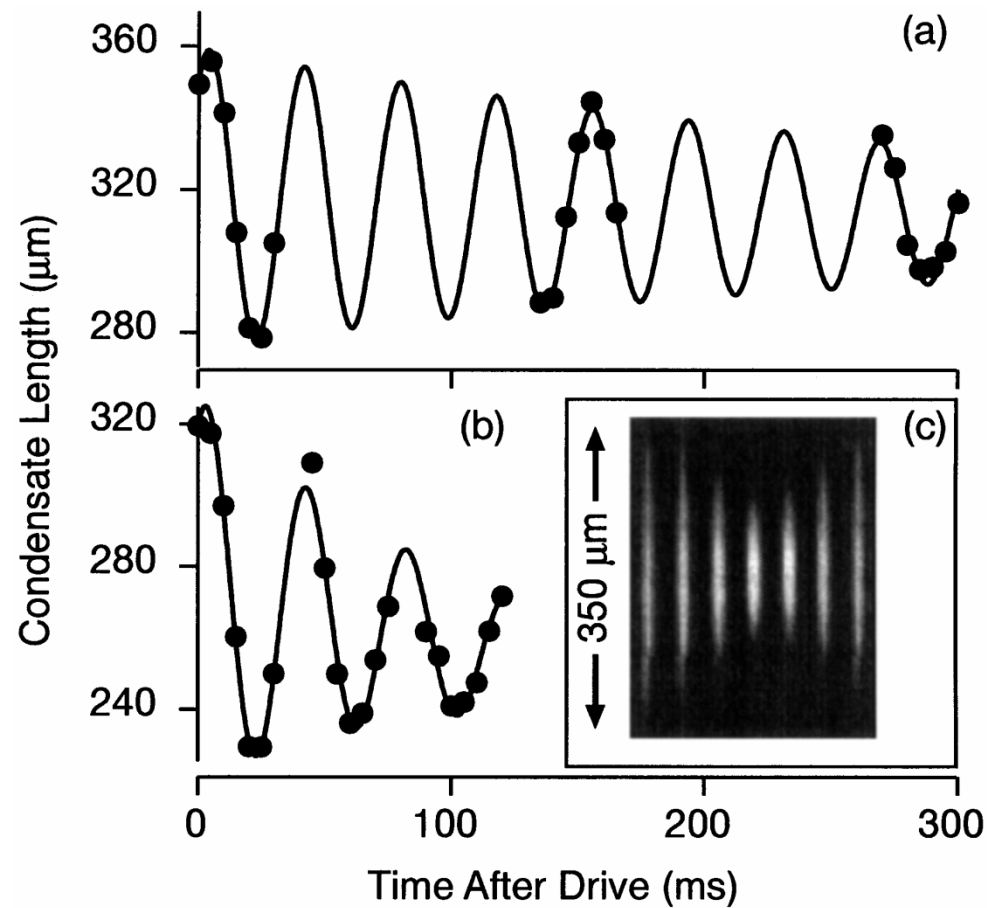 (a)
360
320
280
Condensate Length (μm)
(b)
320
280
240
(c)
350 μm
0
100
200
300
Time After Drive (ms)